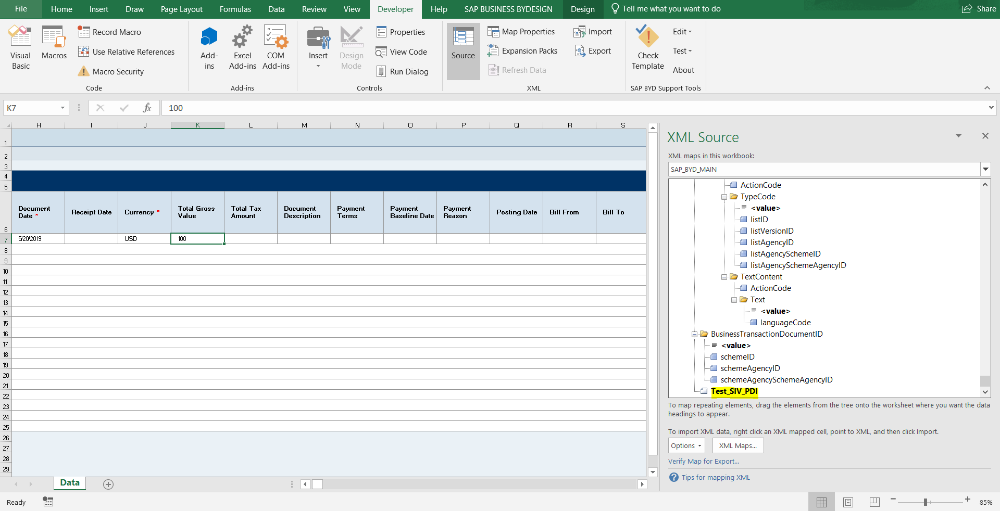 File Home Insert Draw Page Layout Formulas Data Review View Developer Help SAP BUSINESS BYDESIGN Design Tell me what you want to do Share
Visual Basic
Macros
Record Macro
Use Relative References
Macro Security
Code
Add-ins
Excel Add-ins
COM Add-ins
Add-ins
Insert
Design Mode
Properties
View Code
Run Dialog
Controls
Source
Map Properties
Expansion Packs
Refresh Data
Import
Export
XML
Check Template
Edit
Test
About
SAP BYD Support Tools
K7 fx 100
H I J K L M N O P Q R S
1
2
3
4
5
6 Document Date * Receipt Date Currency * Total Gross Value Total Tax Amount Document Description Payment Terms Payment Baseline Date Payment Reason Posting Date Bill From Bill To
7 5/20/2019 USD 100
8
9
10
11
12
13
14
15
16
17
18
19
20
21
22
23
24
25
26
27
28
29
Data
Ready
XML Source
XML maps in this workbook:
SAP_BYD_MAIN
ActionCode
TypeCode
<value>
listID
listVersionID
listAgencyID
listAgencySchemeID
listAgencySchemeAgencyID
TextContent
ActionCode
Text
<value>
languageCode
BusinessTransactionDocumentID
<value>
schemeID
schemeAgencyID
schemeAgencySchemeAgencyID
Test_SIV_PDI
To map repeating elements, drag the elements from the tree onto the worksheet where you want the data
headings to appear.
To import XML data, right click an XML mapped cell, point to XML, and then click Import.
Options XML Maps...
Verify Map for Export...
? Tips for mapping XML
85%